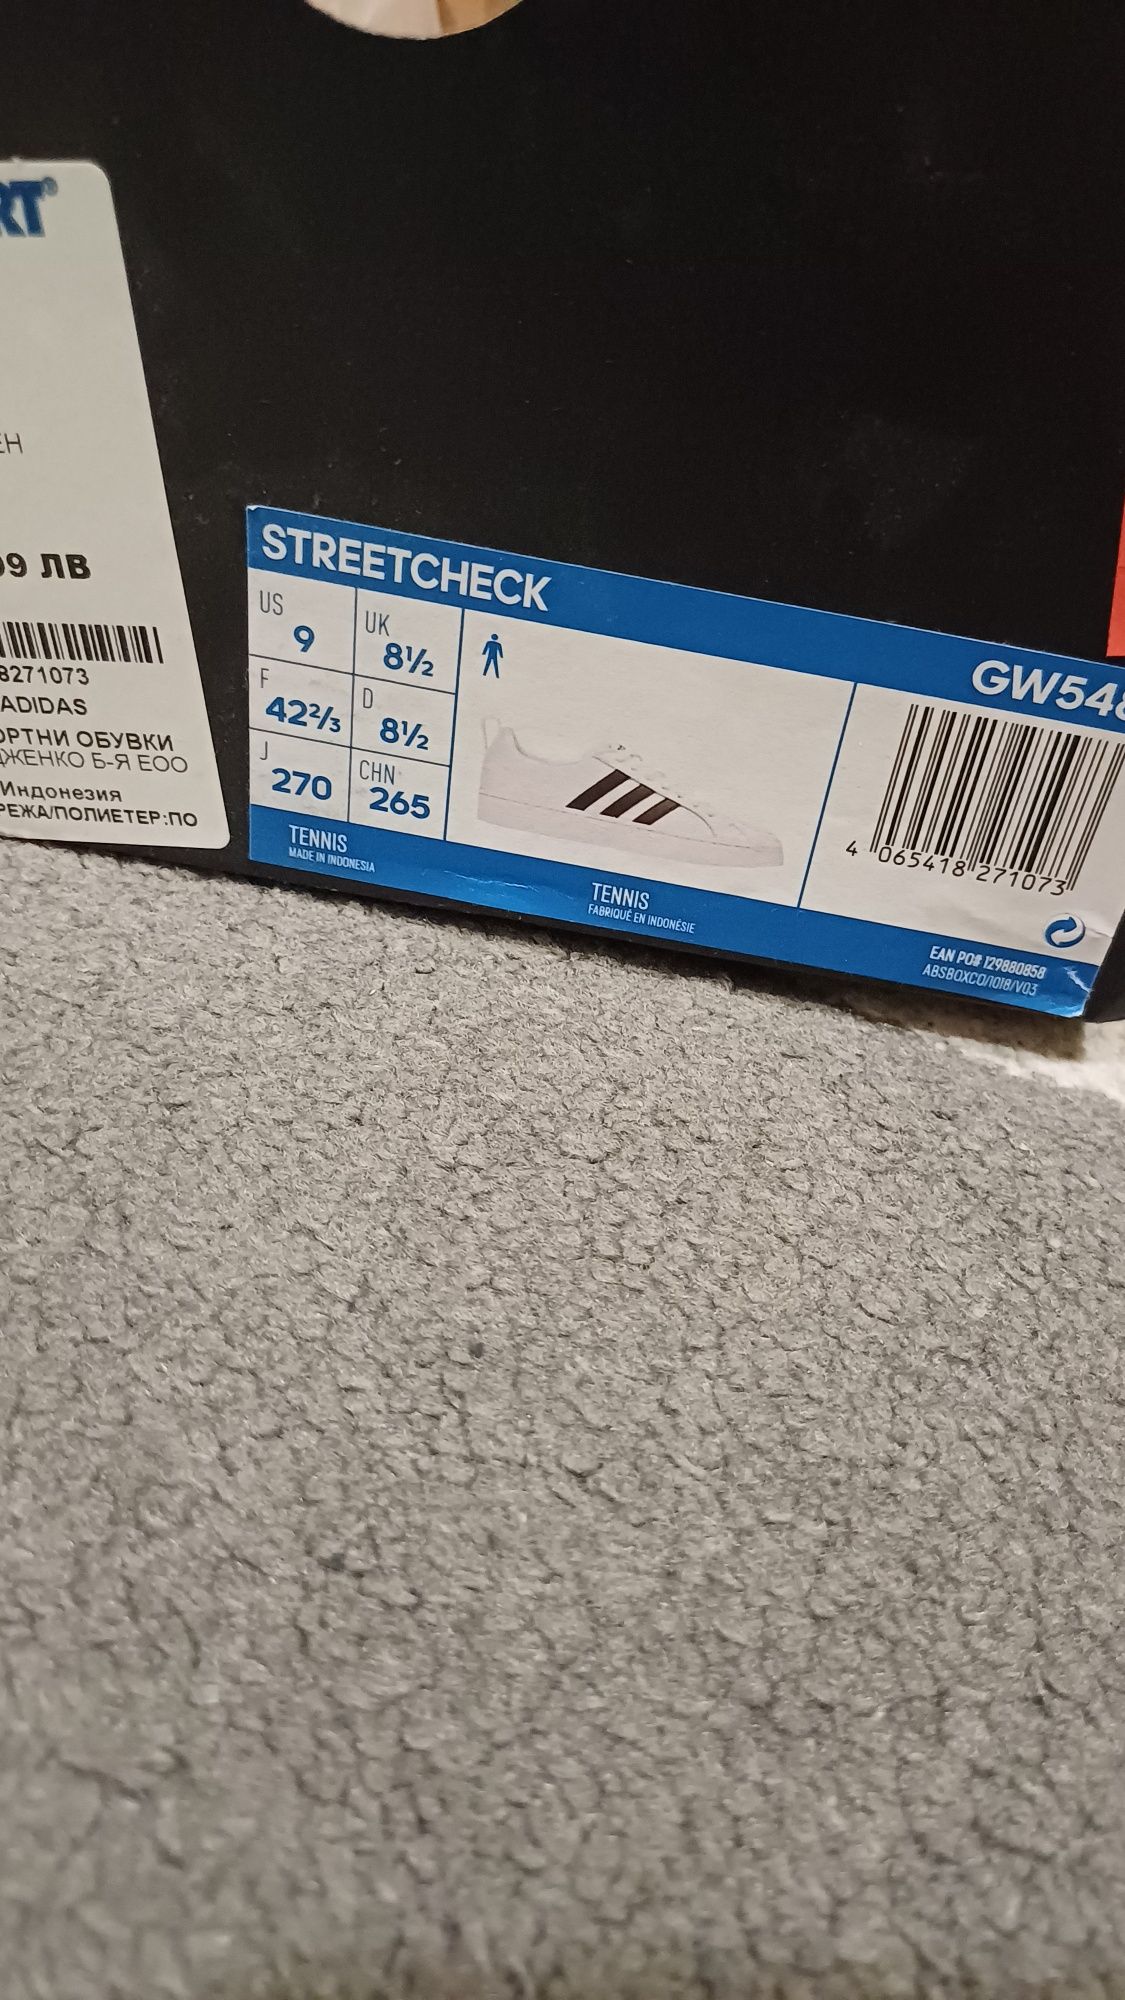 RT®
ЕН
99 ЛВ
8271073
ADIDAS
ОРТНИ ОБУВКИ
ДЖЕНКО Б-Я ЕОО
Индонезия
РЕЖА/ПОЛИЕТЕР:ПО
STREETCHECK
GW548
US 9
UK 8½
F 42⅔
D 8½
J 270
CHN 265
TENNIS
MADE IN INDONESIA
TENNIS
FABRIQUÉ EN INDONÉSIE
4 065418 271073
EAN PO# 129880858
ABSBOXCO/1018/V03